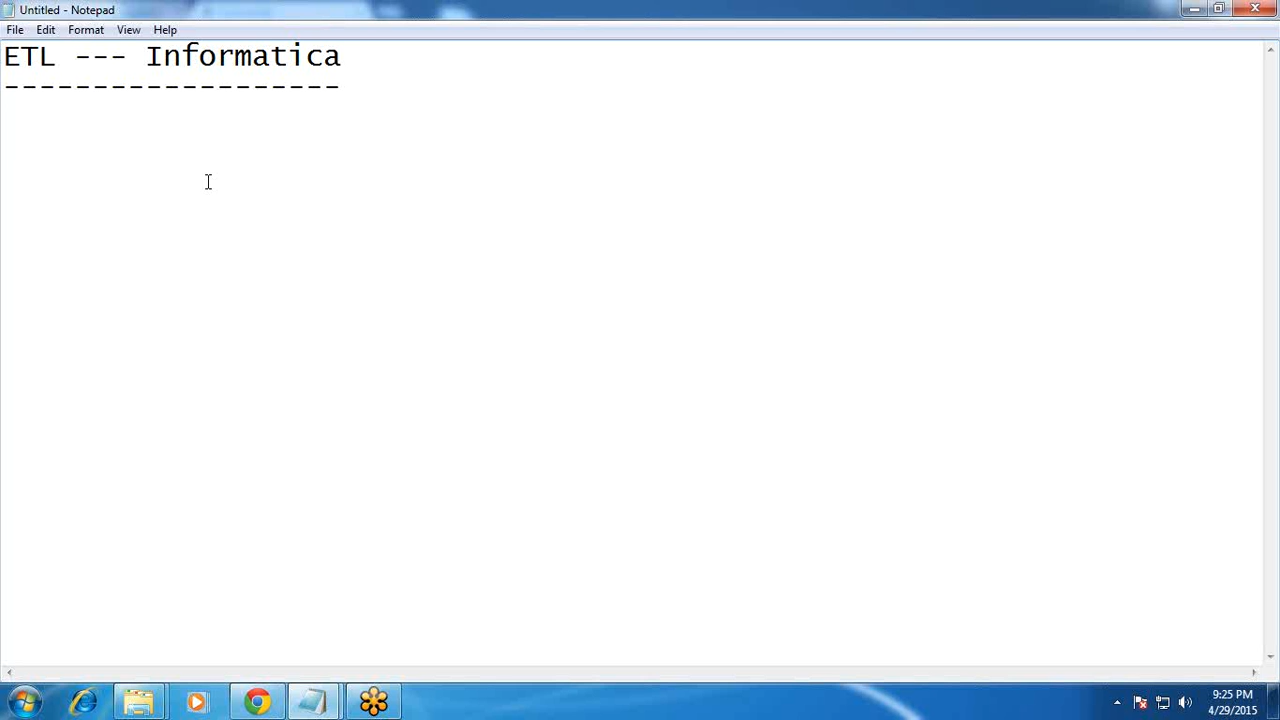 Untitled - Notepad
File Edit Format View Help
ETL --- Informatica
-------------------
9:25 PM
4/29/2015